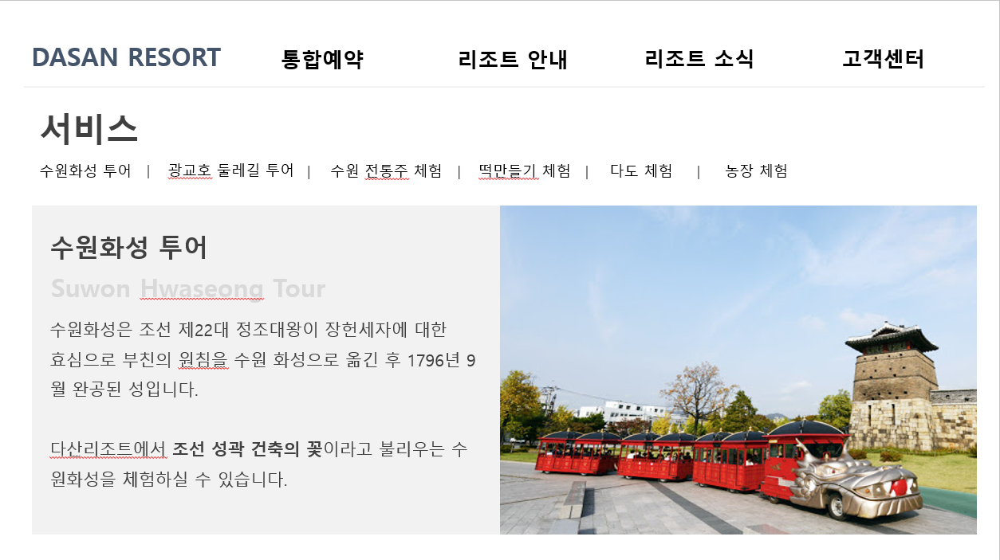 DASAN RESORT 통합예약 리조트 안내 리조트 소식 고객센터
서비스
수원화성 투어 | 광교호 둘레길 투어 | 수원 전통주 체험 | 떡만들기 체험 | 다도 체험 | 농장 체험
수원화성 투어
Suwon Hwaseong Tour
수원화성은 조선 제22대 정조대왕이 장헌세자에 대한
효심으로 부친의 원침을 수원 화성으로 옮긴 후 1796년 9
월 완공된 성입니다.
다산리조트에서 조선 성곽 건축의 꽃이라고 불리우는 수
원화성을 체험하실 수 있습니다.